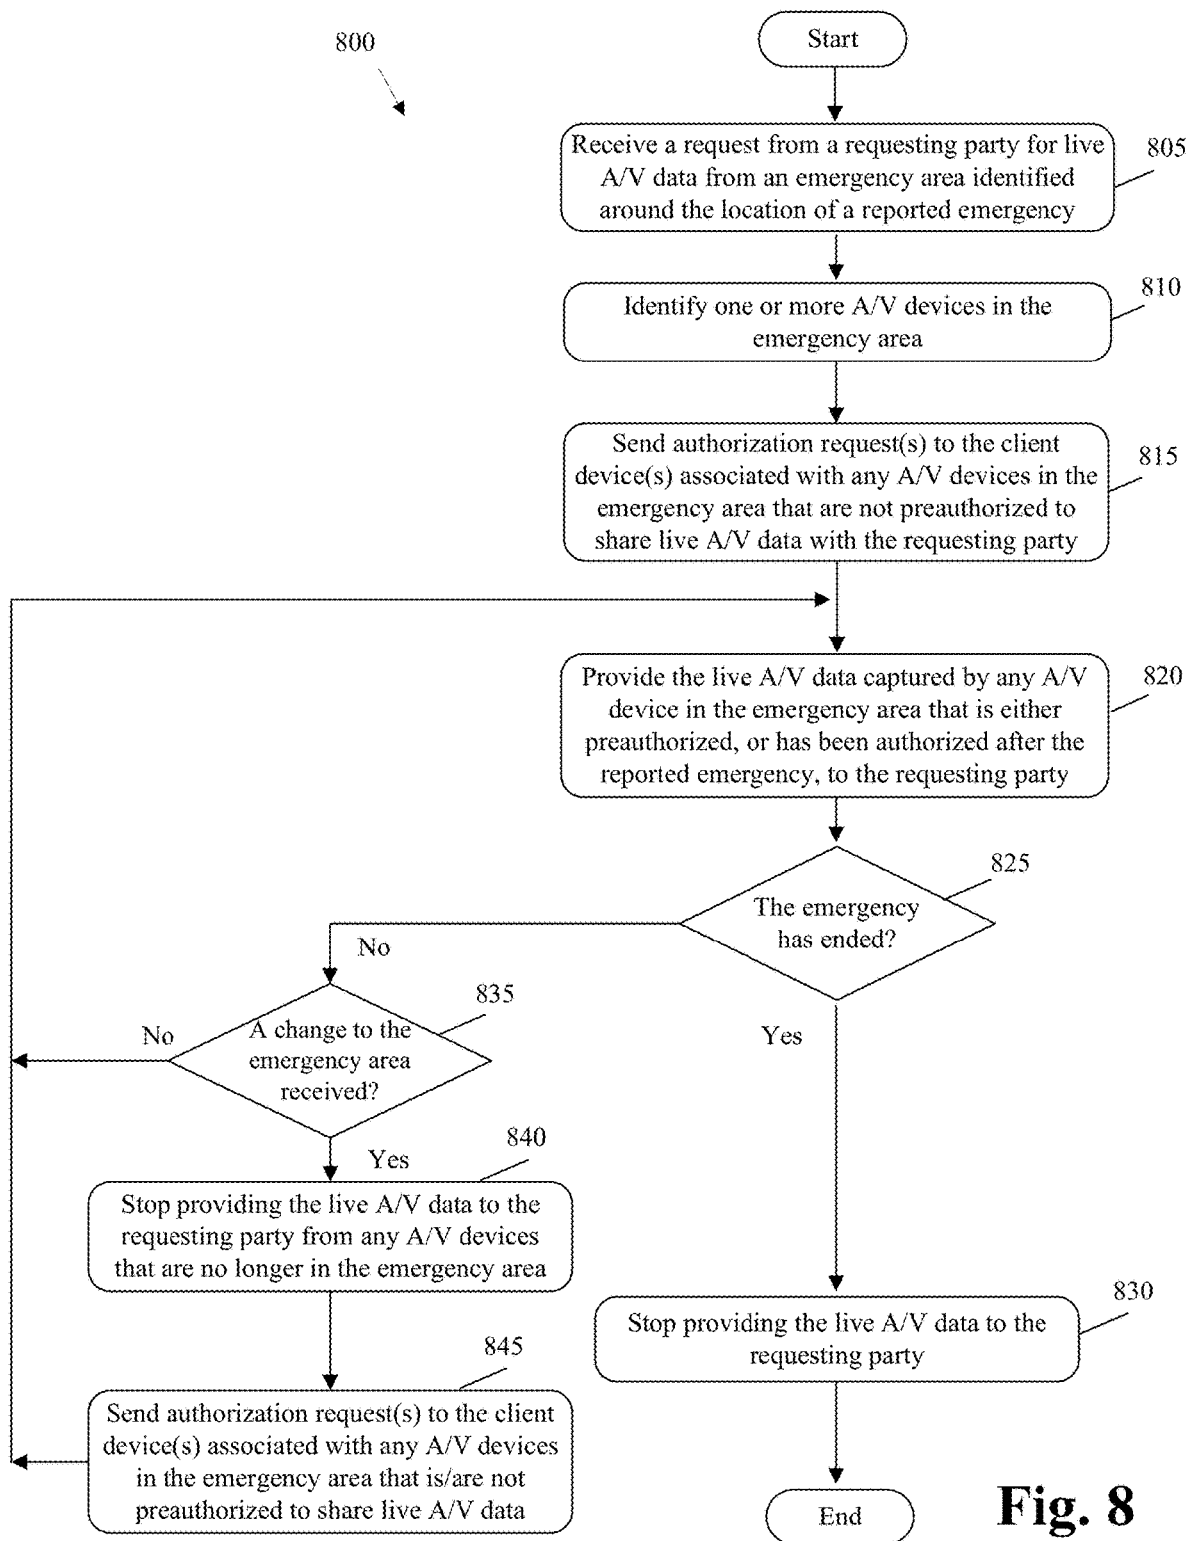 800
Start
Receive a request from a requesting party for live
A/V data from an emergency area identified
around the location of a reported emergency
805
Identify one or more A/V devices in the
emergency area
810
Send authorization request(s) to the client
device(s) associated with any A/V devices in the
emergency area that are not preauthorized to
share live A/V data with the requesting party
815
Provide the live A/V data captured by any A/V
device in the emergency area that is either
preauthorized, or has been authorized after the
reported emergency, to the requesting party
820
The emergency
has ended?
825
No
Yes
A change to the
emergency area
received?
835
No
Yes
Stop providing the live A/V data to the
requesting party from any A/V devices
that are no longer in the emergency area
840
Stop providing the live A/V data to the
requesting party
830
Send authorization request(s) to the client
device(s) associated with any A/V devices
in the emergency area that is/are not
preauthorized to share live A/V data
845
End
Fig. 8